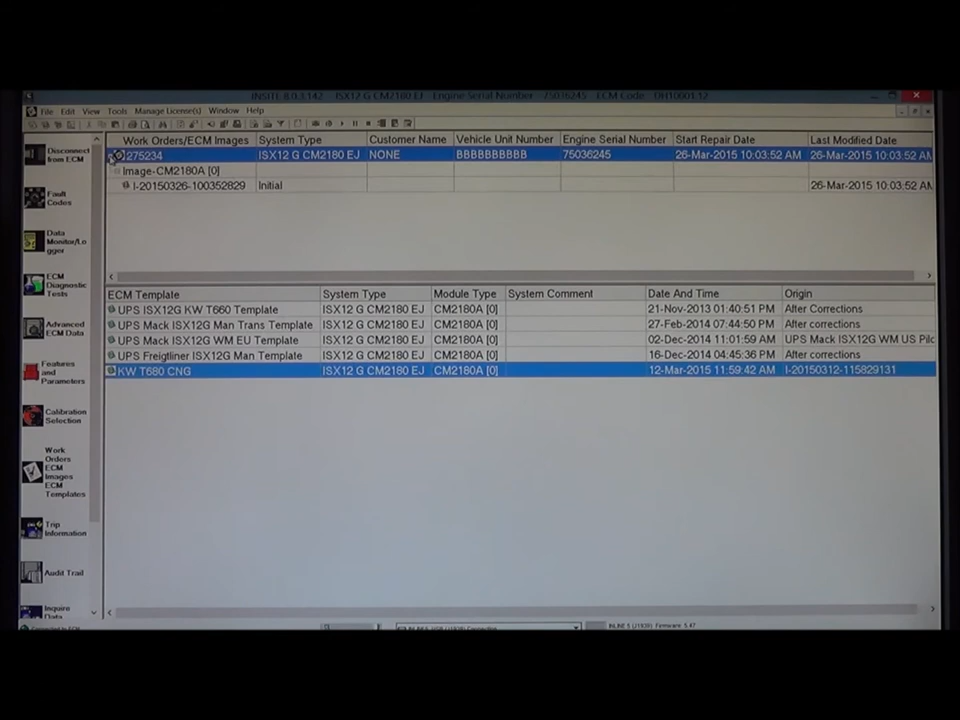 INSITE 8.0.3.142 - ISX12 G CM2180 EJ Engine Serial Number - 75036245 ECM Code
File Edit View Tools Manage License(s) Window Help
Work Orders/ECM Images System Type Customer Name Vehicle Unit Number Engine Serial Number Start Repair Date Last Modified Date
275234 ISX12 G CM2180 EJ NONE BBBBBBBBBB 75036245 26-Mar-2015 10:03:52 AM 26-Mar-2015 10:03:52 AM
Image-CM2180A [0]
I-20150326-100352829 Initial 26-Mar-2015 10:03:52 AM
ECM Template System Type Module Type System Comment Date And Time Origin
UPS ISX12G KW T660 Template ISX12 G CM2180 EJ CM2180A [0] 21-Nov-2013 01:40:51 PM After Corrections
UPS Mack ISX12G Man Trans Template ISX12 G CM2180 EJ CM2180A [0] 27-Feb-2014 07:44:50 PM After corrections
UPS Mack ISX12G WM EU Template ISX12 G CM2180 EJ CM2180A [0] 02-Dec-2014 11:01:59 AM UPS Mack ISX12G WM US Pilc
UPS Freigtliner ISX12G Man Template ISX12 G CM2180 EJ CM2180A [0] 16-Dec-2014 04:45:36 PM After corrections
KW T680 CNG ISX12 G CM2180 EJ CM2180A [0] 12-Mar-2015 11:59:42 AM I-20150312-115829131
Disconnect
from ECM
Fault
Codes
Data
Monitor/Lo
gger
ECM
Diagnostic
Tests
Advanced
ECM Data
Features
and
Parameters
Calibration
Selection
Work
Orders
ECM
Images
ECM
Templates
Trip
Information
Audit Trail
Inquire
Data